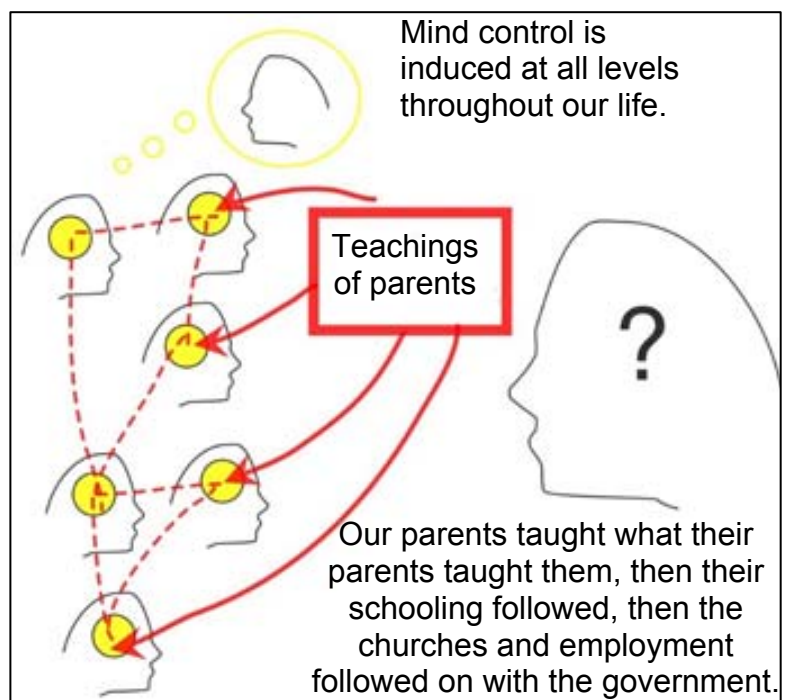 Mind control is
induced at all levels
throughout our life.
Teachings
of parents
?
Our parents taught what their
parents taught them, then their
schooling followed, then the
churches and employment
followed on with the government.